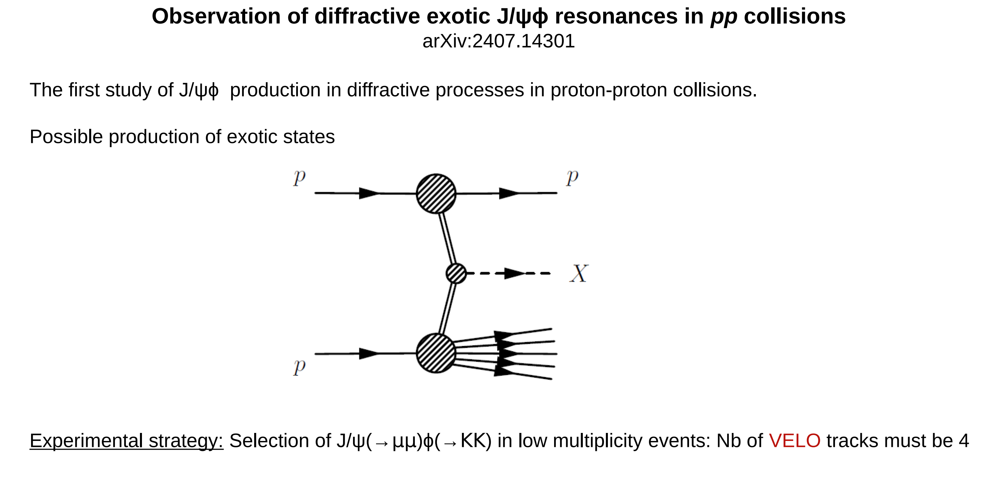 Observation of diffractive exotic J/ψϕ resonances in pp collisions
arXiv:2407.14301
The first study of J/ψϕ production in diffractive processes in proton-proton collisions.
Possible production of exotic states
p
p
X
p
Experimental strategy: Selection of J/ψ(→μμ)ϕ(→KK) in low multiplicity events: Nb of VELO tracks must be 4